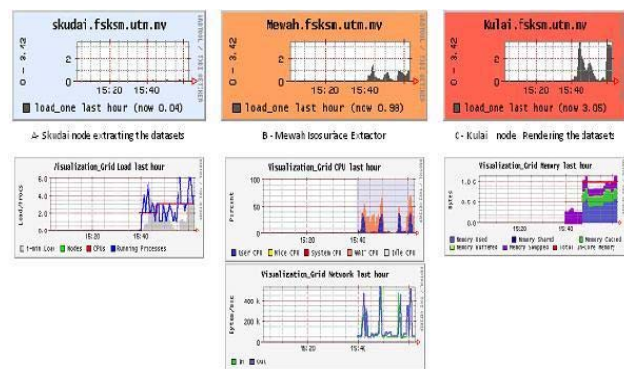 skudai.fsksm.utm.my
0 - 3.42
2
0
15:20 15:40
load_one last hour (now 0.04)
Mewah.fsksm.utm.my
0 - 3.42
2
0
15:20 15:40
load_one last hour (now 0.98)
Kulai.fsksm.utm.my
0 - 3.42
2
0
15:20 15:40
load_one last hour (now 3.05)
A- Skudai node extracting the datasets
B - Mewah Isosurface Extractor
C - Kulai node Rendering the datasets
Visualization_Grid Load last hour
Load/Procs
6.0
4.0
2.0
0.0
15:20 15:40
1-min Load Nodes CPUs Running Processes
Visualization_Grid CPU last hour
Percent
100
50
0
15:20 15:40
User CPU Nice CPU System CPU WAIT CPU Idle CPU
Visualization_Grid Memory last hour
Bytes
1.0 G
0.5 G
0.0
15:20 15:40
Memory Used Memory Shared Memory Cached
Memory Buffered Memory Swapped Total In-Core Memory
Visualization_Grid Network last hour
Bytes/sec
400 k
200 k
0
15:20 15:40
In Out